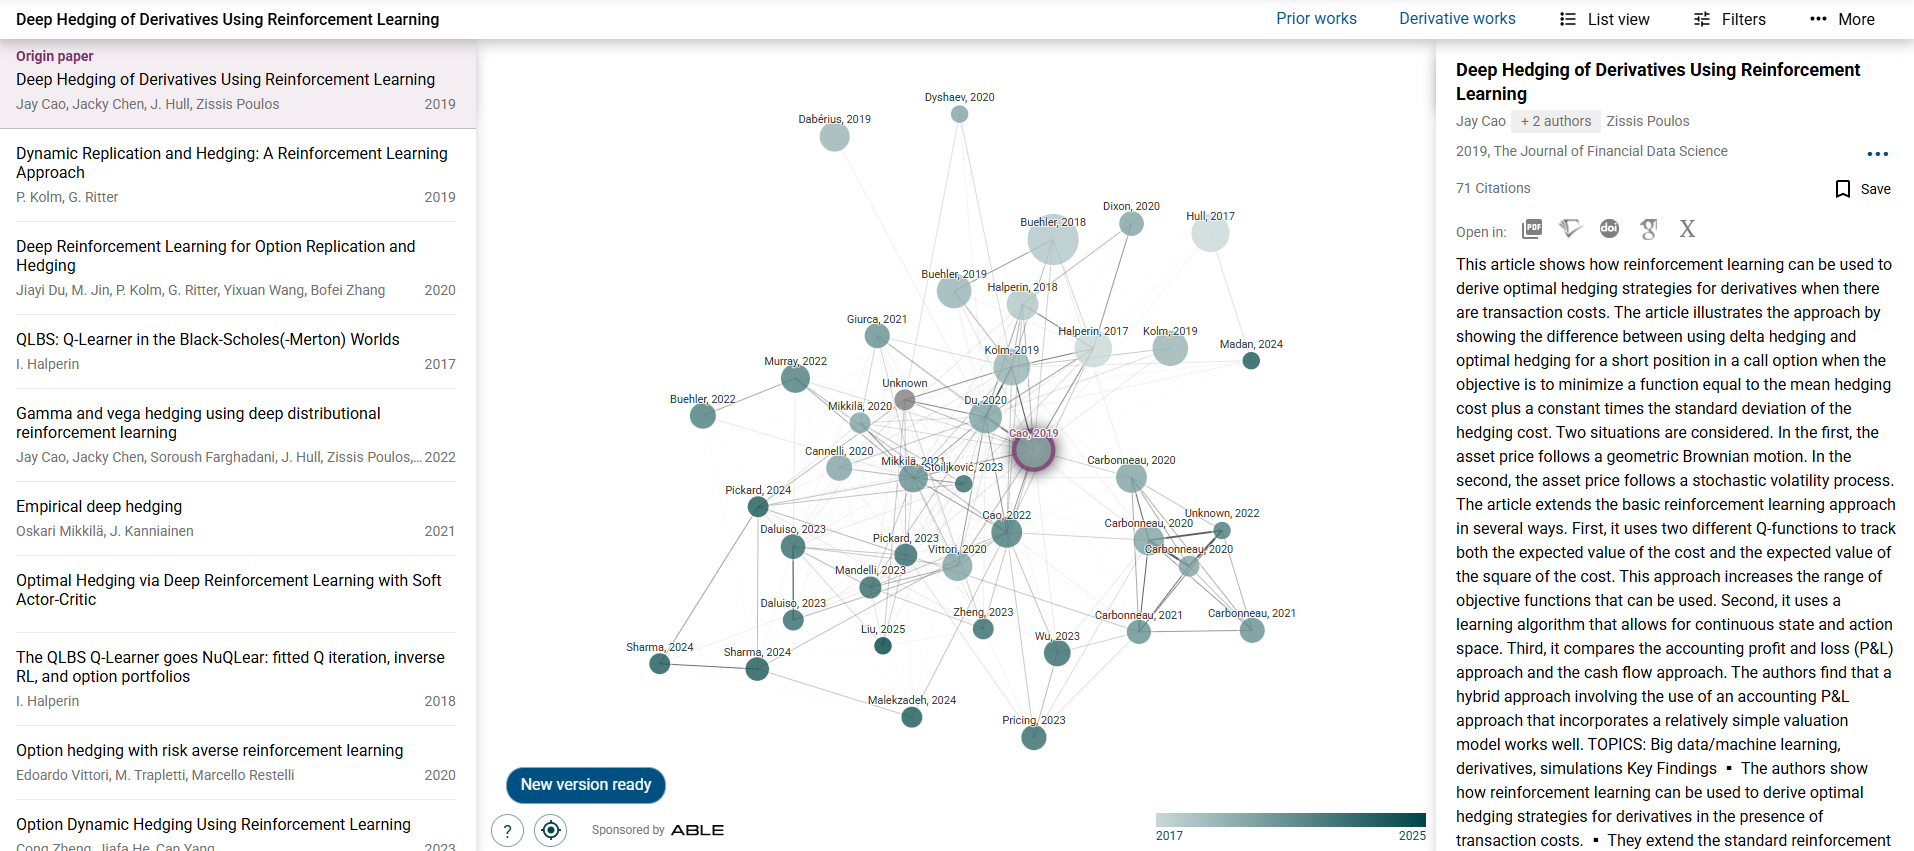 Deep Hedging of Derivatives Using Reinforcement Learning
Prior works
Derivative works
List view
Filters
More
Origin paper
Deep Hedging of Derivatives Using Reinforcement Learning
Jay Cao, Jacky Chen, J. Hull, Zissis Poulos
2019
Dynamic Replication and Hedging: A Reinforcement Learning
Approach
P. Kolm, G. Ritter
2019
Deep Reinforcement Learning for Option Replication and
Hedging
Jiayi Du, M. Jin, P. Kolm, G. Ritter, Yixuan Wang, Bofei Zhang
2020
QLBS: Q-Learner in the Black-Scholes(-Merton) Worlds
I. Halperin
2017
Gamma and vega hedging using deep distributional
reinforcement learning
Jay Cao, Jacky Chen, Soroush Farghadani, J. Hull, Zissis Poulos,...
2022
Empirical deep hedging
Oskari Mikkilä, J. Kanniainen
2021
Optimal Hedging via Deep Reinforcement Learning with Soft
Actor-Critic
The QLBS Q-Learner goes NuQLear: fitted Q iteration, inverse
RL, and option portfolios
I. Halperin
2018
Option hedging with risk averse reinforcement learning
Edoardo Vittori, M. Trapletti, Marcello Restelli
2020
Option Dynamic Hedging Using Reinforcement Learning
Cong Zheng, Jiafa He, Can Yang
2023
Dyshaev, 2020
Dabérius, 2019
Dixon, 2020
Hull, 2017
Buehler, 2018
Buehler, 2019
Halperin, 2018
Giurca, 2021
Halperin, 2017
Kolm, 2019
Madan, 2024
Kolm, 2019
Murray, 2022
Unknown
Buehler, 2022
Mikkilä, 2020
Du, 2020
Cao, 2019
Cannelli, 2020
Mikkilä, 2021
Stoiljković, 2023
Carbonneau, 2020
Pickard, 2024
Cao, 2022
Unknown, 2022
Carbonneau, 2020
Daluiso, 2023
Pickard, 2023
Vittori, 2020
Carbonneau, 2020
Mandelli, 2023
Daluiso, 2023
Zheng, 2023
Carbonneau, 2021
Carbonneau, 2021
Liu, 2025
Wu, 2023
Sharma, 2024
Sharma, 2024
Malekzadeh, 2024
Pricing, 2023
New version ready
?
Sponsored by ABLE
2017
2025
Deep Hedging of Derivatives Using Reinforcement
Learning
Jay Cao + 2 authors Zissis Poulos
2019, The Journal of Financial Data Science
71 Citations
Save
Open in:
PDF
doi
g
X
This article shows how reinforcement learning can be used to
derive optimal hedging strategies for derivatives when there
are transaction costs. The article illustrates the approach by
showing the difference between using delta hedging and
optimal hedging for a short position in a call option when the
objective is to minimize a function equal to the mean hedging
cost plus a constant times the standard deviation of the
hedging cost. Two situations are considered. In the first, the
asset price follows a geometric Brownian motion. In the
second, the asset price follows a stochastic volatility process.
The article extends the basic reinforcement learning approach
in several ways. First, it uses two different Q-functions to track
both the expected value of the cost and the expected value of
the square of the cost. This approach increases the range of
objective functions that can be used. Second, it uses a
learning algorithm that allows for continuous state and action
space. Third, it compares the accounting profit and loss (P&L)
approach and the cash flow approach. The authors find that a
hybrid approach involving the use of an accounting P&L
approach that incorporates a relatively simple valuation
model works well. TOPICS: Big data/machine learning,
derivatives, simulations Key Findings ▪ The authors show
how reinforcement learning can be used to derive optimal
hedging strategies for derivatives in the presence of
transaction costs. ▪ They extend the standard reinforcement